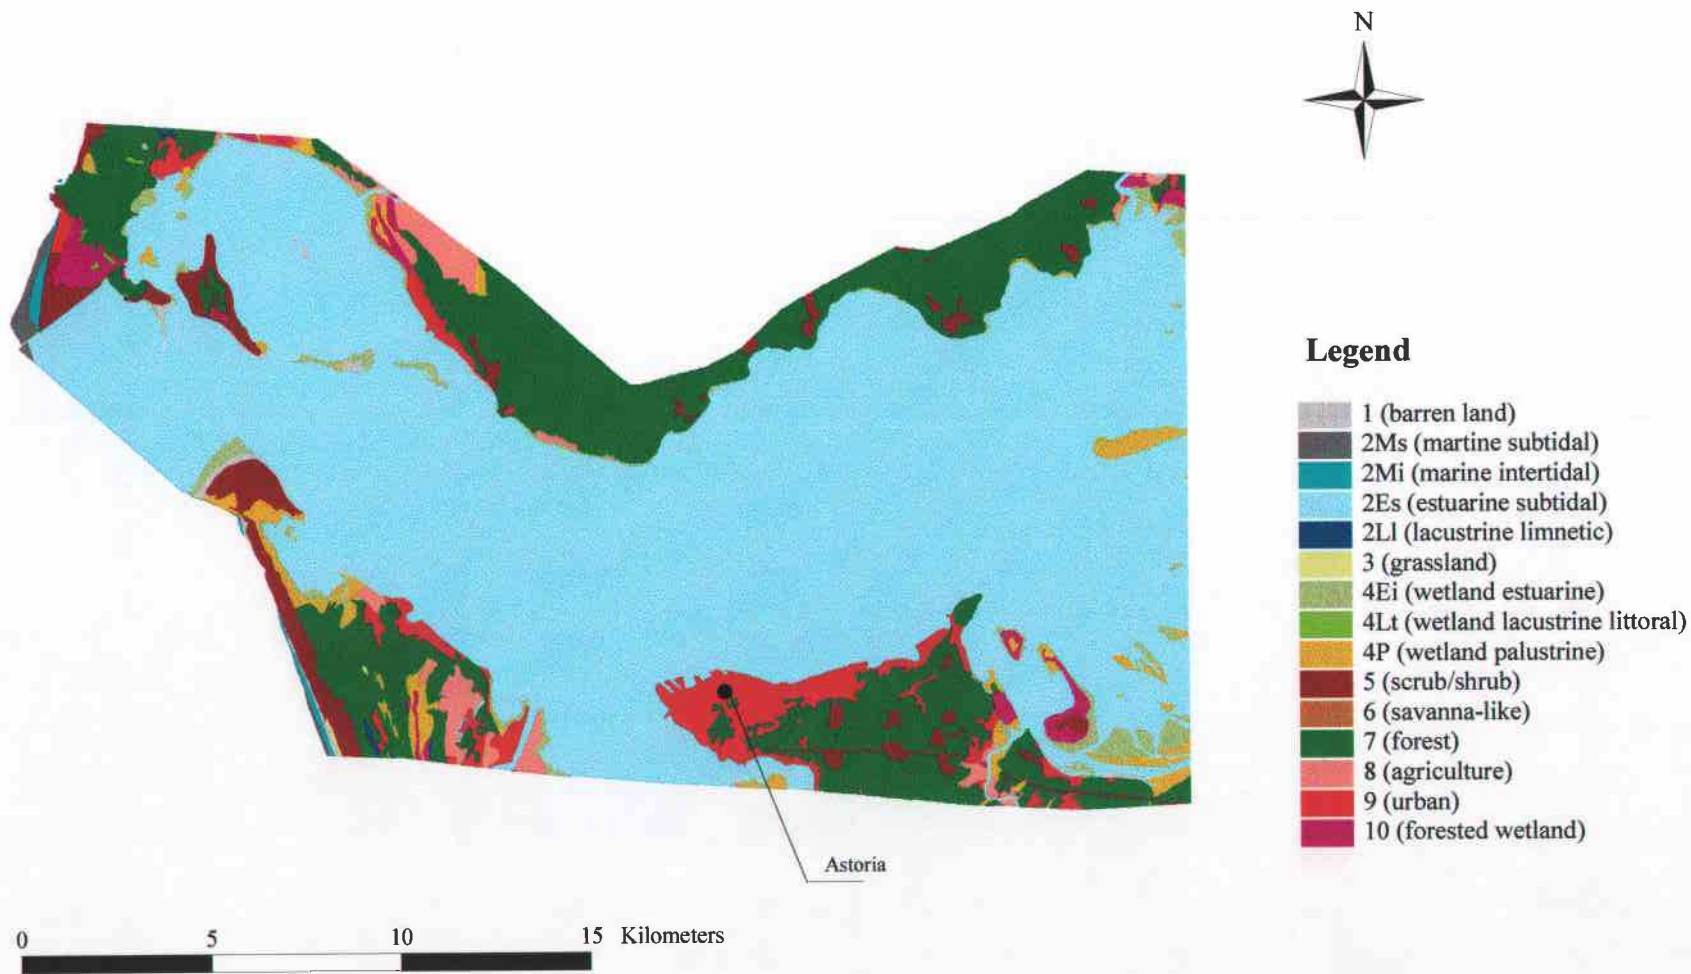 N
Legend
1 (barren land)
2Ms (martine subtidal)
2Mi (marine intertidal)
2Es (estuarine subtidal)
2Ll (lacustrine limnetic)
3 (grassland)
4Ei (wetland estuarine)
4Lt (wetland lacustrine littoral)
4P (wetland palustrine)
5 (scrub/shrub)
6 (savanna-like)
7 (forest)
8 (agriculture)
9 (urban)
10 (forested wetland)
Astoria
0 5 10 15 Kilometers